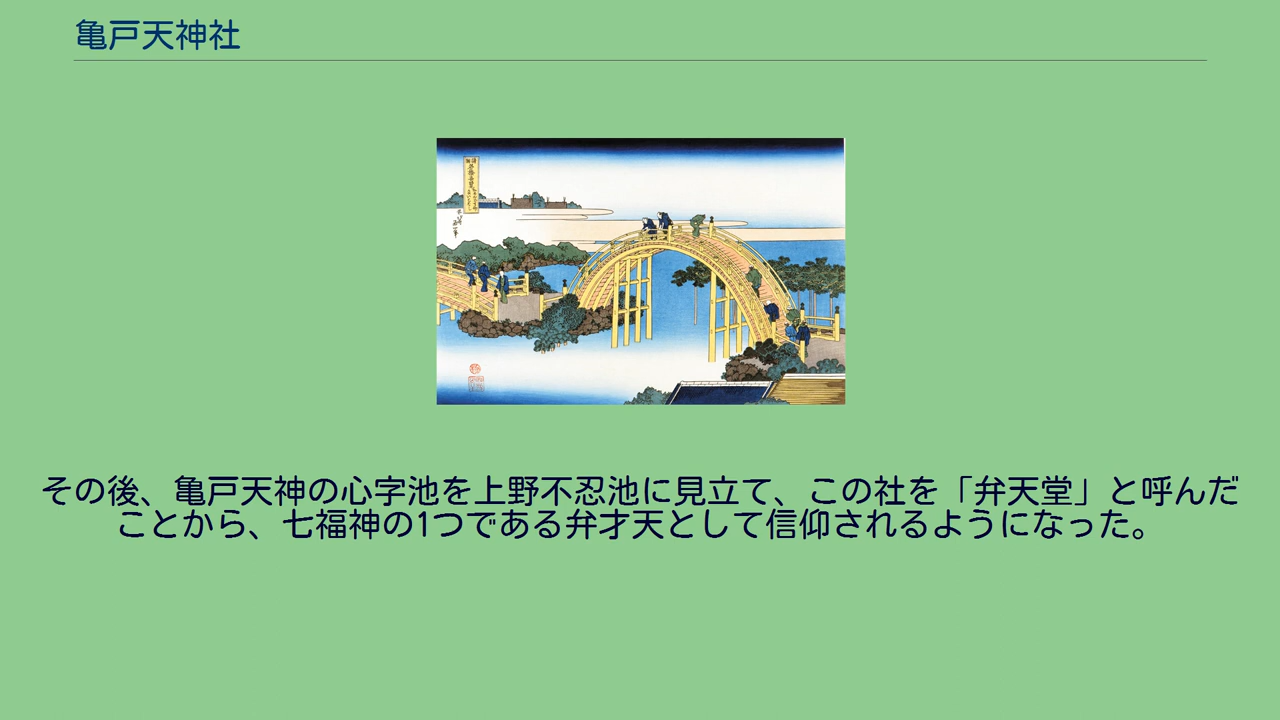 亀戸天神社
その後、亀戸天神の心字池を上野不忍池に見立て、この社を「弁天堂」と呼んだ
ことから、七福神の1つである弁才天として信仰されるようになった。